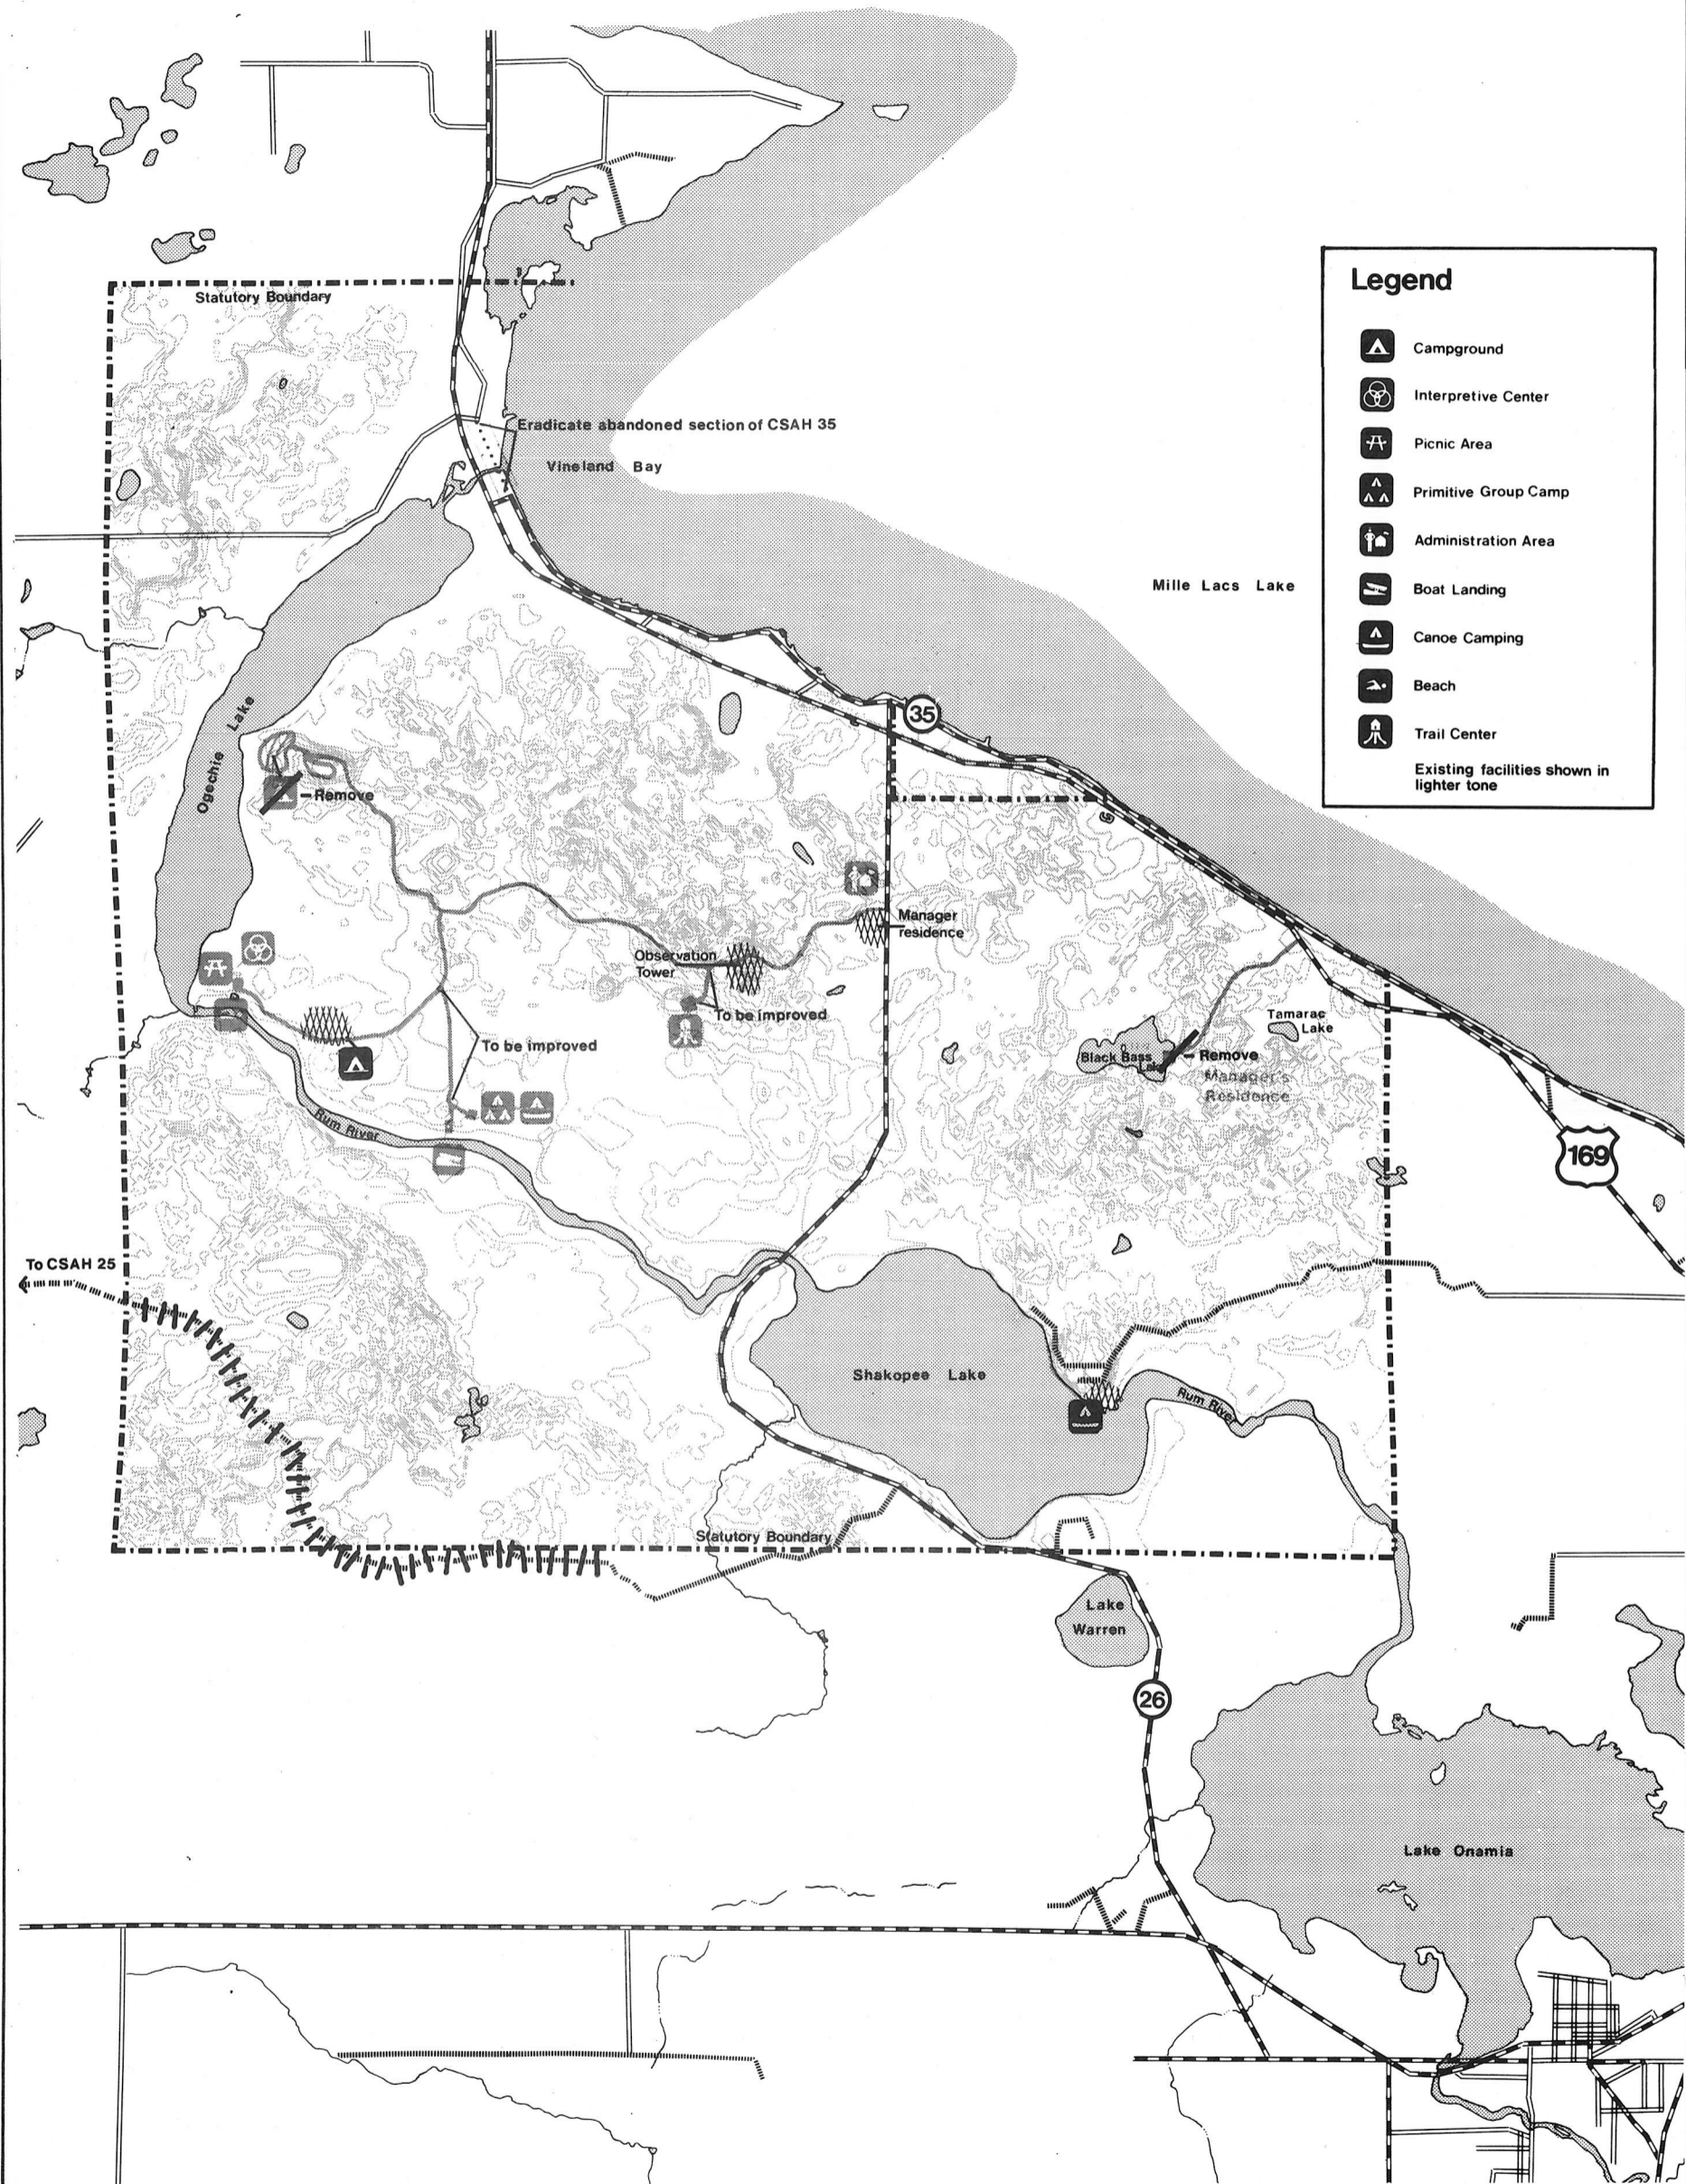 Statutory Boundary
Eradicate abandoned section of CSAH 35
Vineland Bay
Mille Lacs Lake
Legend
Campground
Interpretive Center
Picnic Area
Primitive Group Camp
Administration Area
Boat Landing
Canoe Camping
Beach
Trail Center
Existing facilities shown in
lighter tone
Ogechie Lake
35
Remove
Manager
residence
Observation
Tower
To be improved
To be improved
Tamarac
Lake
Black Bass
Lake
Remove
Manager's
Residence
Rum River
169
To CSAH 25
Shakopee Lake
Rum River
Statutory Boundary
Lake
Warren
26
Lake Onamia